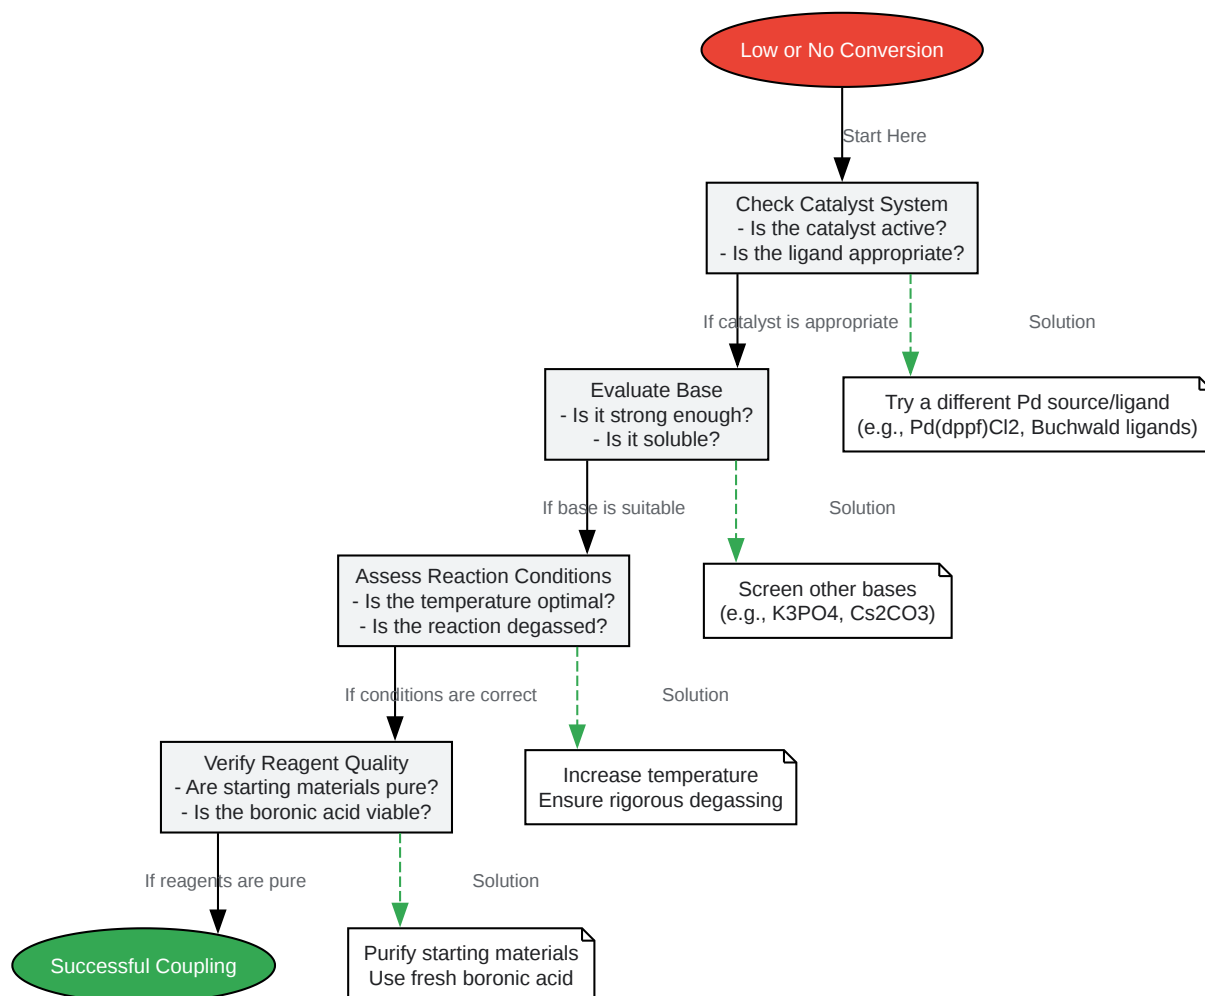 Low or No Conversion
Start Here
Check Catalyst System
- Is the catalyst active?
- Is the ligand appropriate?
If catalyst is appropriate
Solution
Evaluate Base
- Is it strong enough?
- Is it soluble?
Try a different Pd source/ligand
(e.g., Pd(dppf)Cl2, Buchwald ligands)
If base is suitable
Solution
Assess Reaction Conditions
- Is the temperature optimal?
- Is the reaction degassed?
Screen other bases
(e.g., K3PO4, Cs2CO3)
If conditions are correct
Solution
Verify Reagent Quality
- Are starting materials pure?
- Is the boronic acid viable?
Increase temperature
Ensure rigorous degassing
If reagents are pure
Solution
Successful Coupling
Purify starting materials
Use fresh boronic acid